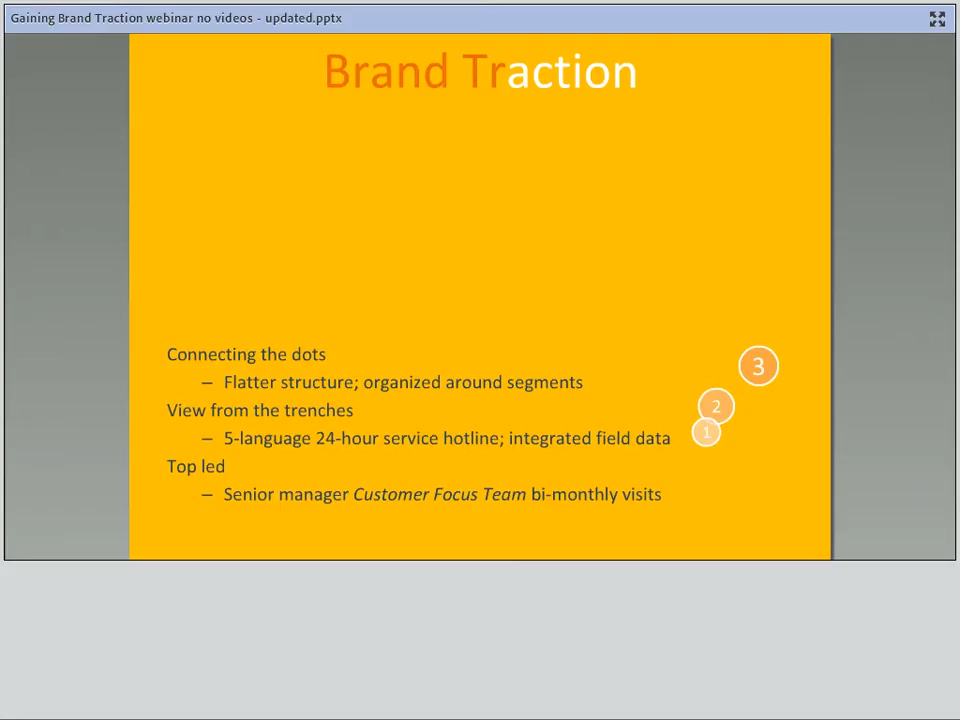 Gaining Brand Traction webinar no videos - updated.pptx
Brand Traction
Connecting the dots
– Flatter structure; organized around segments
View from the trenches
– 5-language 24-hour service hotline; integrated field data
Top led
– Senior manager Customer Focus Team bi-monthly visits
3
2
1